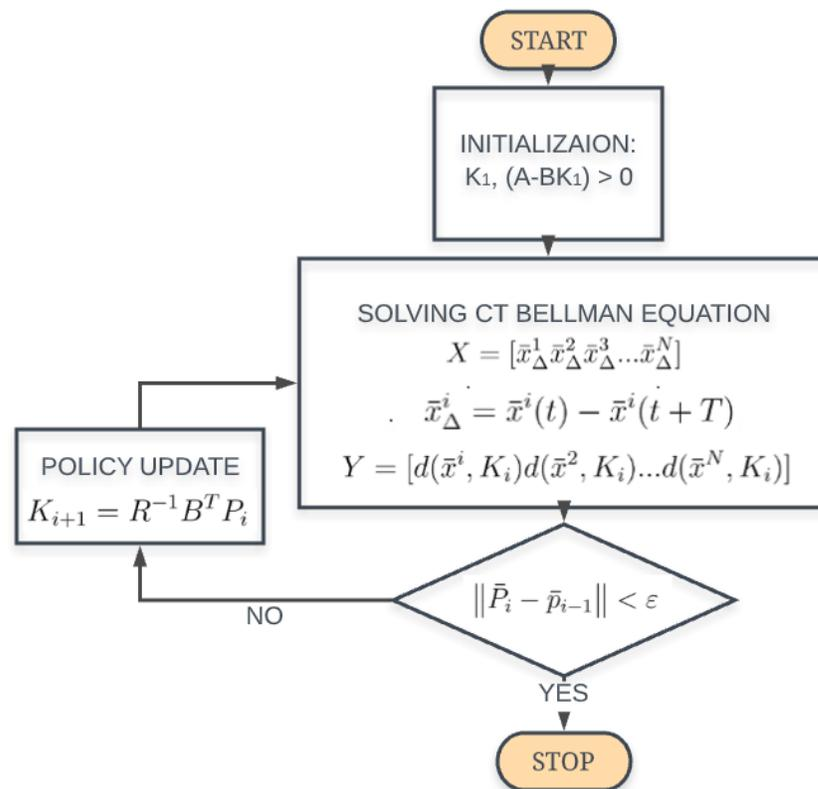 START
INITIALIZAION:
K₁, (A-BK₁) > 0
SOLVING CT BELLMAN EQUATION
X = [x̄¹_Δ x̄²_Δ x̄³_Δ...x̄ᴺ_Δ]
x̄ⁱ_Δ = x̄ⁱ(t) − x̄ⁱ(t + T)
Y = [d(x̄ⁱ, Kᵢ)d(x̄², Kᵢ)...d(x̄ᴺ, Kᵢ)]
POLICY UPDATE
Kᵢ₊₁ = R⁻¹BᵀPᵢ
‖P̄ᵢ − p̄ᵢ₋₁‖ < ε
NO
YES
STOP